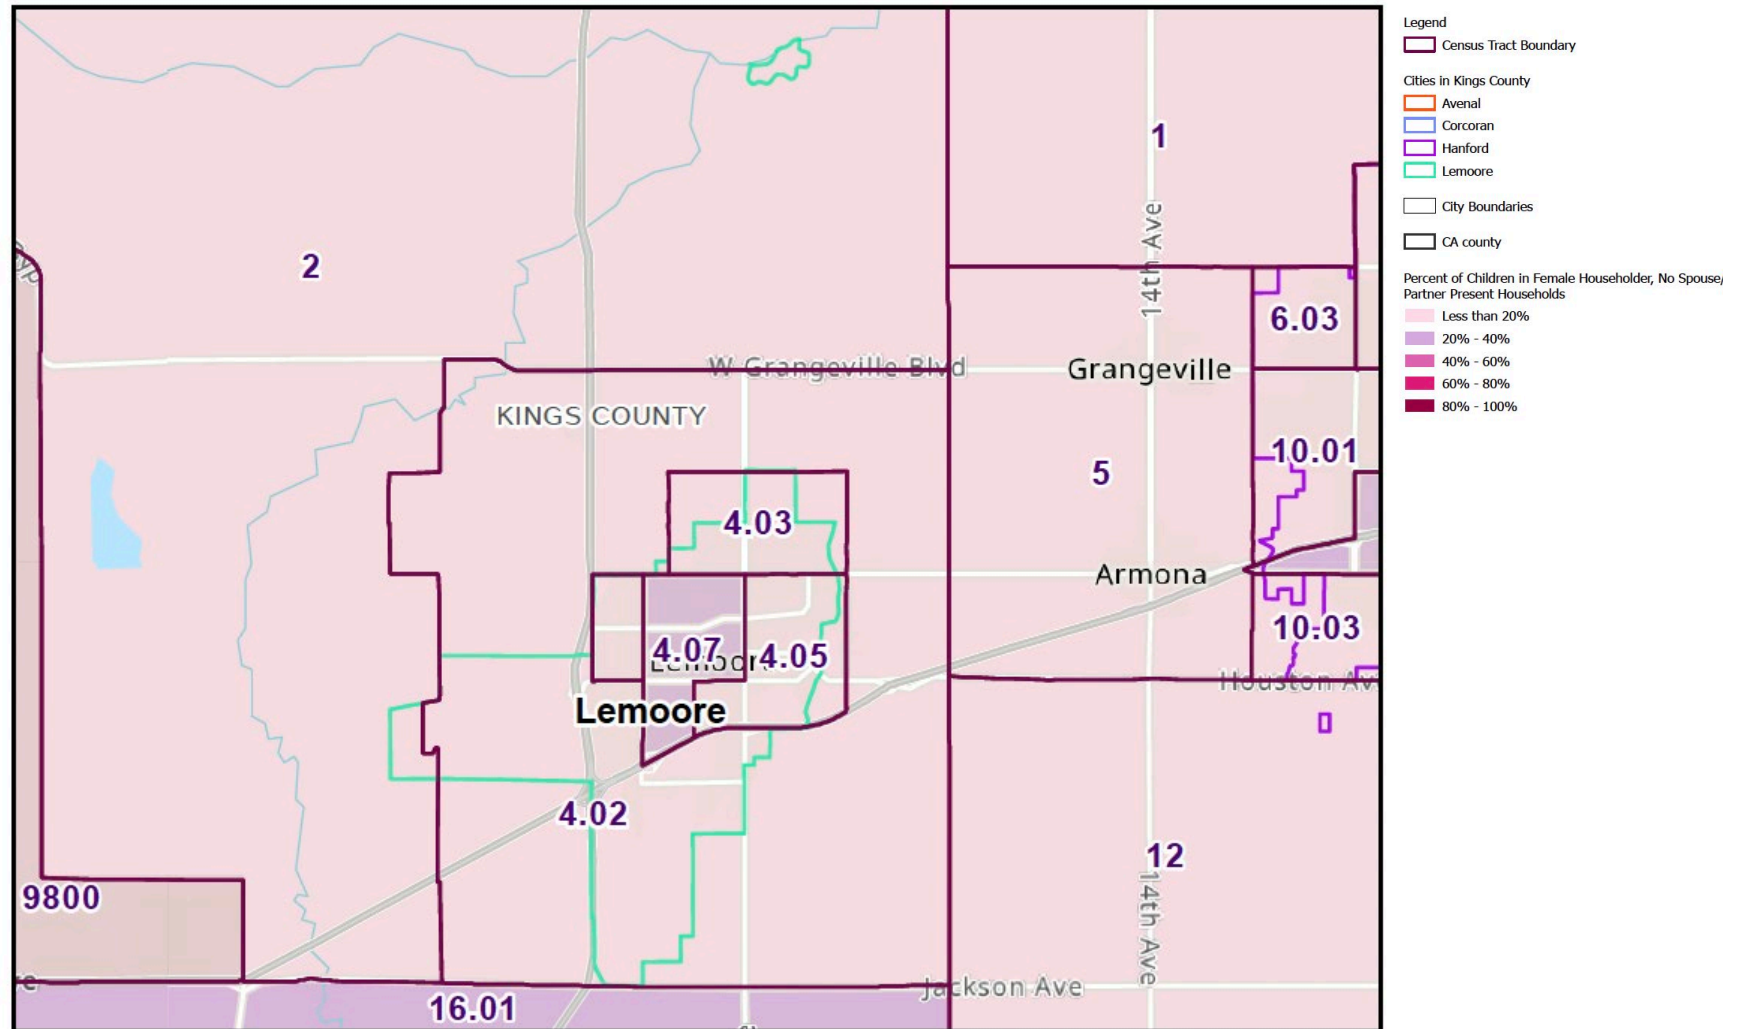 Legend
Census Tract Boundary
Cities in Kings County
Avenal
Corcoran
Hanford
Lemoore
City Boundaries
CA county
Percent of Children in Female Householder, No Spouse/
Partner Present Households
Less than 20%
20% - 40%
40% - 60%
60% - 80%
80% - 100%
1
14th Ave
2
6.03
W Grangeville Blvd
Grangeville
KINGS COUNTY
10.01
5
4.03
Armona
10.03
4.07
4.05
Lemoore
Houston Av
Lemoore
4.02
12
14th Ave
9800
Jackson Ave
16.01